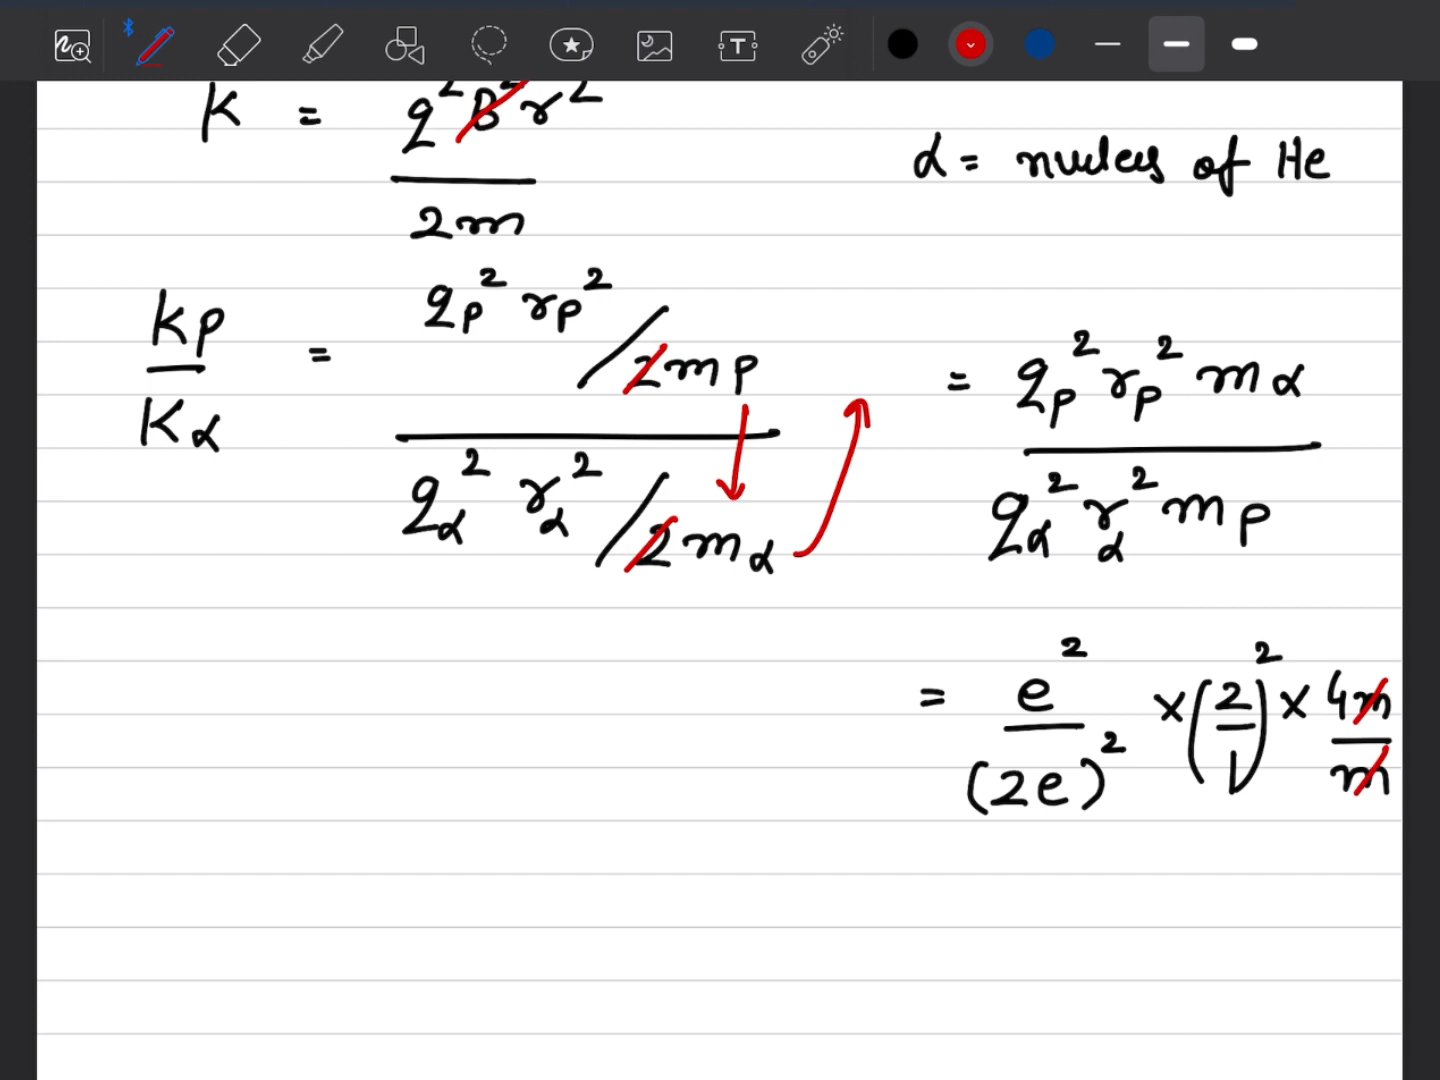 K = q²B²r² / 2m
α = nucleus of He
Kp / Kα = (qp² rp² / 2mp) / (qα² rα² / 2mα) = qp² rp² mα / qα² rα² mp
= e² / (2e)² × (2/1)² × 4m / m